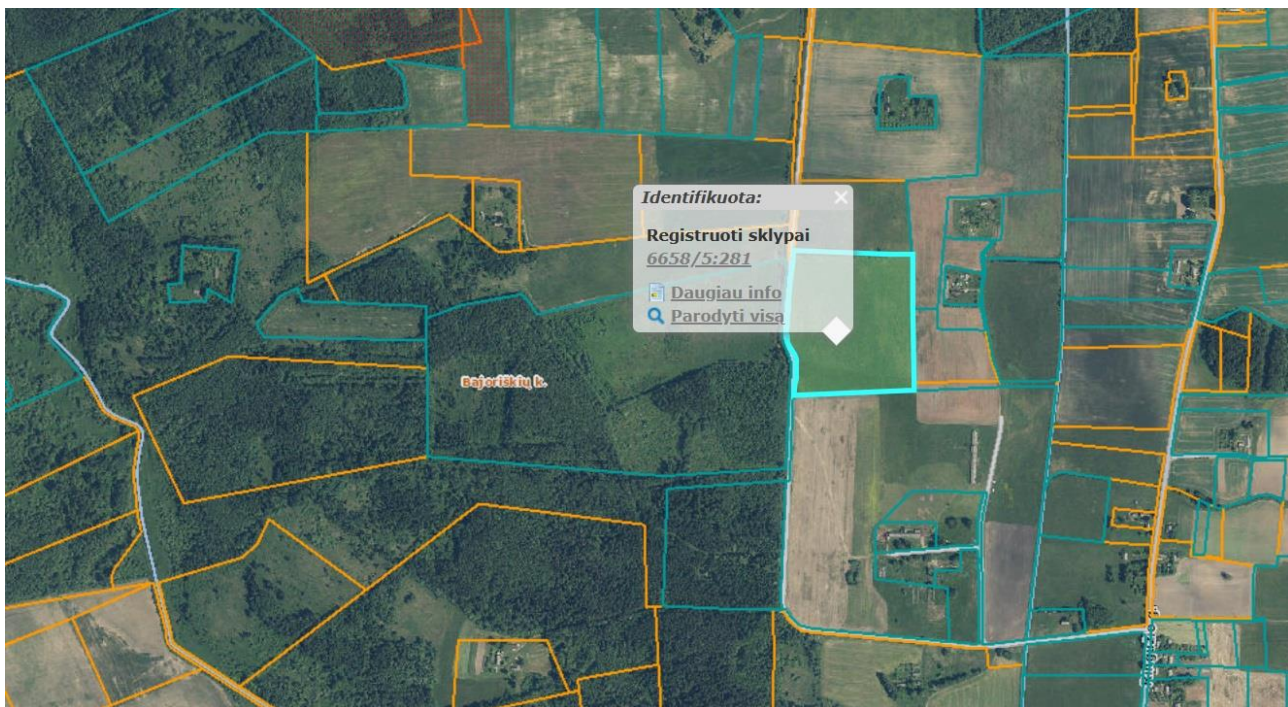 Identifikuota:
Registruoti sklypai
6658/5:281
Daugiau info
Parodyti visą
Bajoriškių k.